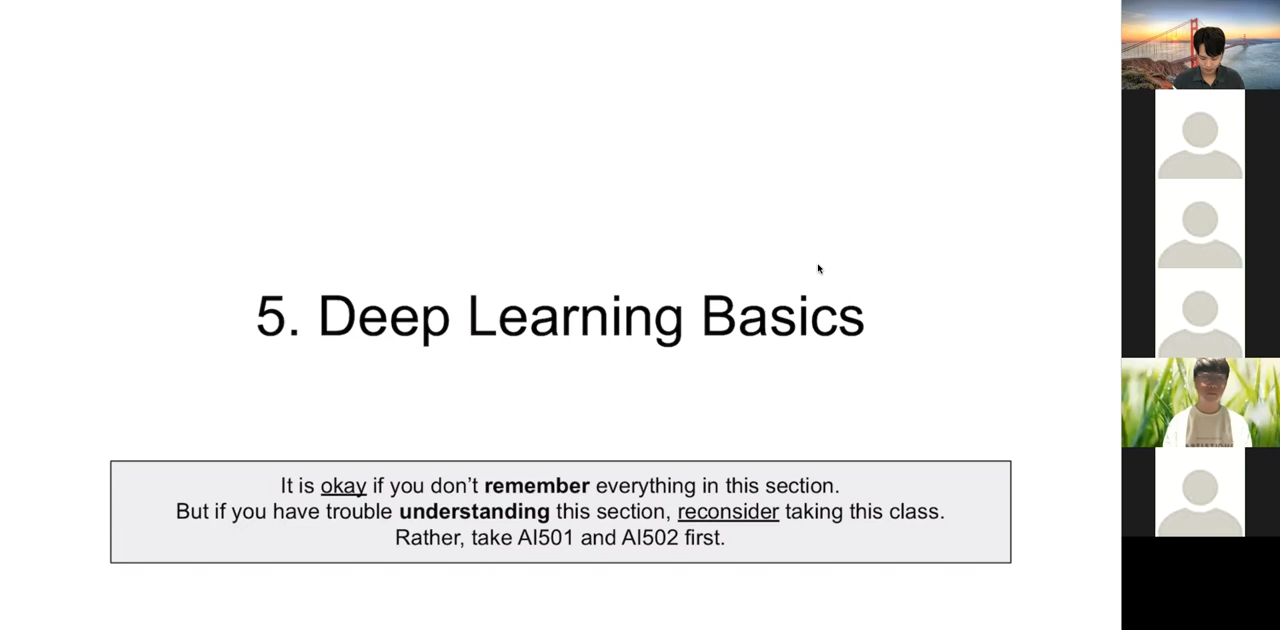 5. Deep Learning Basics
It is okay if you don’t remember everything in this section.
But if you have trouble understanding this section, reconsider taking this class.
Rather, take AI501 and AI502 first.